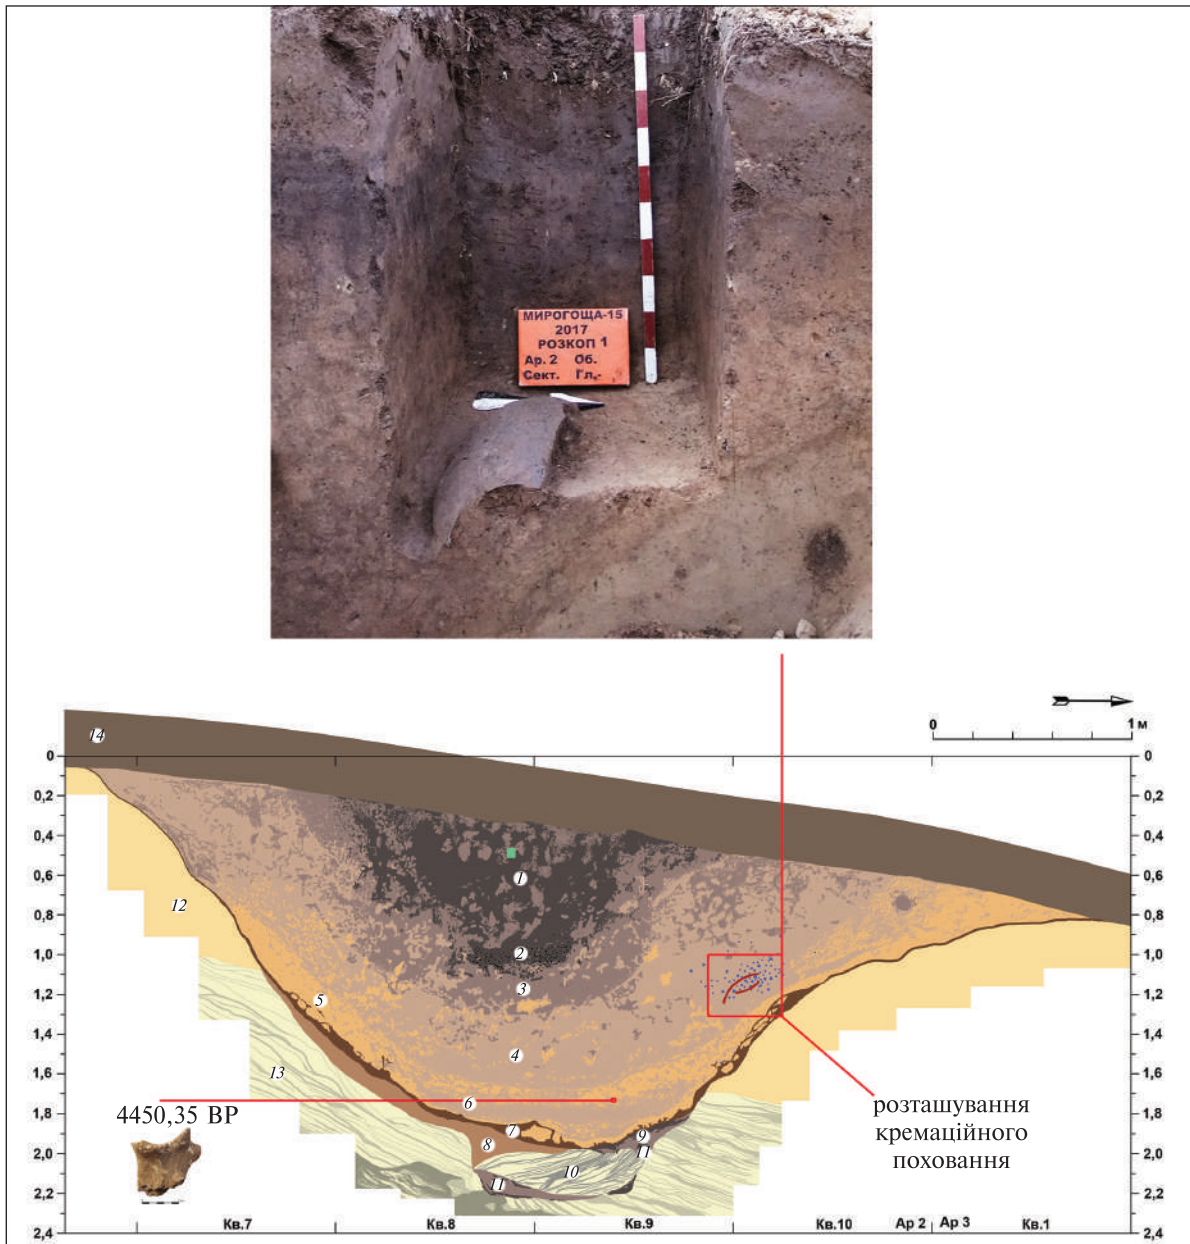 МИРОГОЩА-15
2017
РОЗКОП 1
Ар. 2 Об.
Сект. Гл,-
0 1 м
14
0 0
0,2 0,2
0,4 0,4
0,6 0,6
0,8 0,8
1,0 1,0
1,2 1,2
1,4 1,4
1,6 1,6
1,8 1,8
2,0 2,0
2,2 2,2
2,4 2,4
1
12
2
3
5
4
13
6
4450,35 BP
7
9
8
11
10
11
розташування
кремаційного
поховання
Кв.7 Кв.8 Кв.9 Кв.10 Ар 2 Ар 3 Кв.1